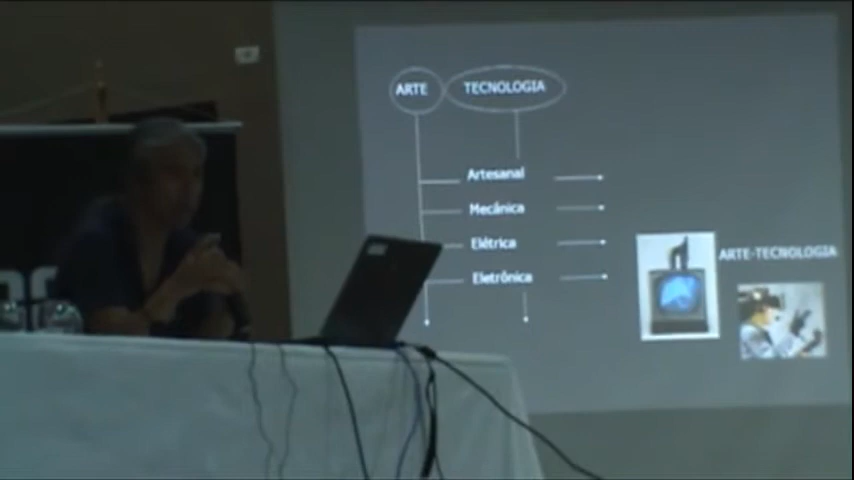 ARTE TECNOLOGIA
Artesanal
Mecânica
Elétrica
Eletrônica
ARTE-TECNOLOGIA